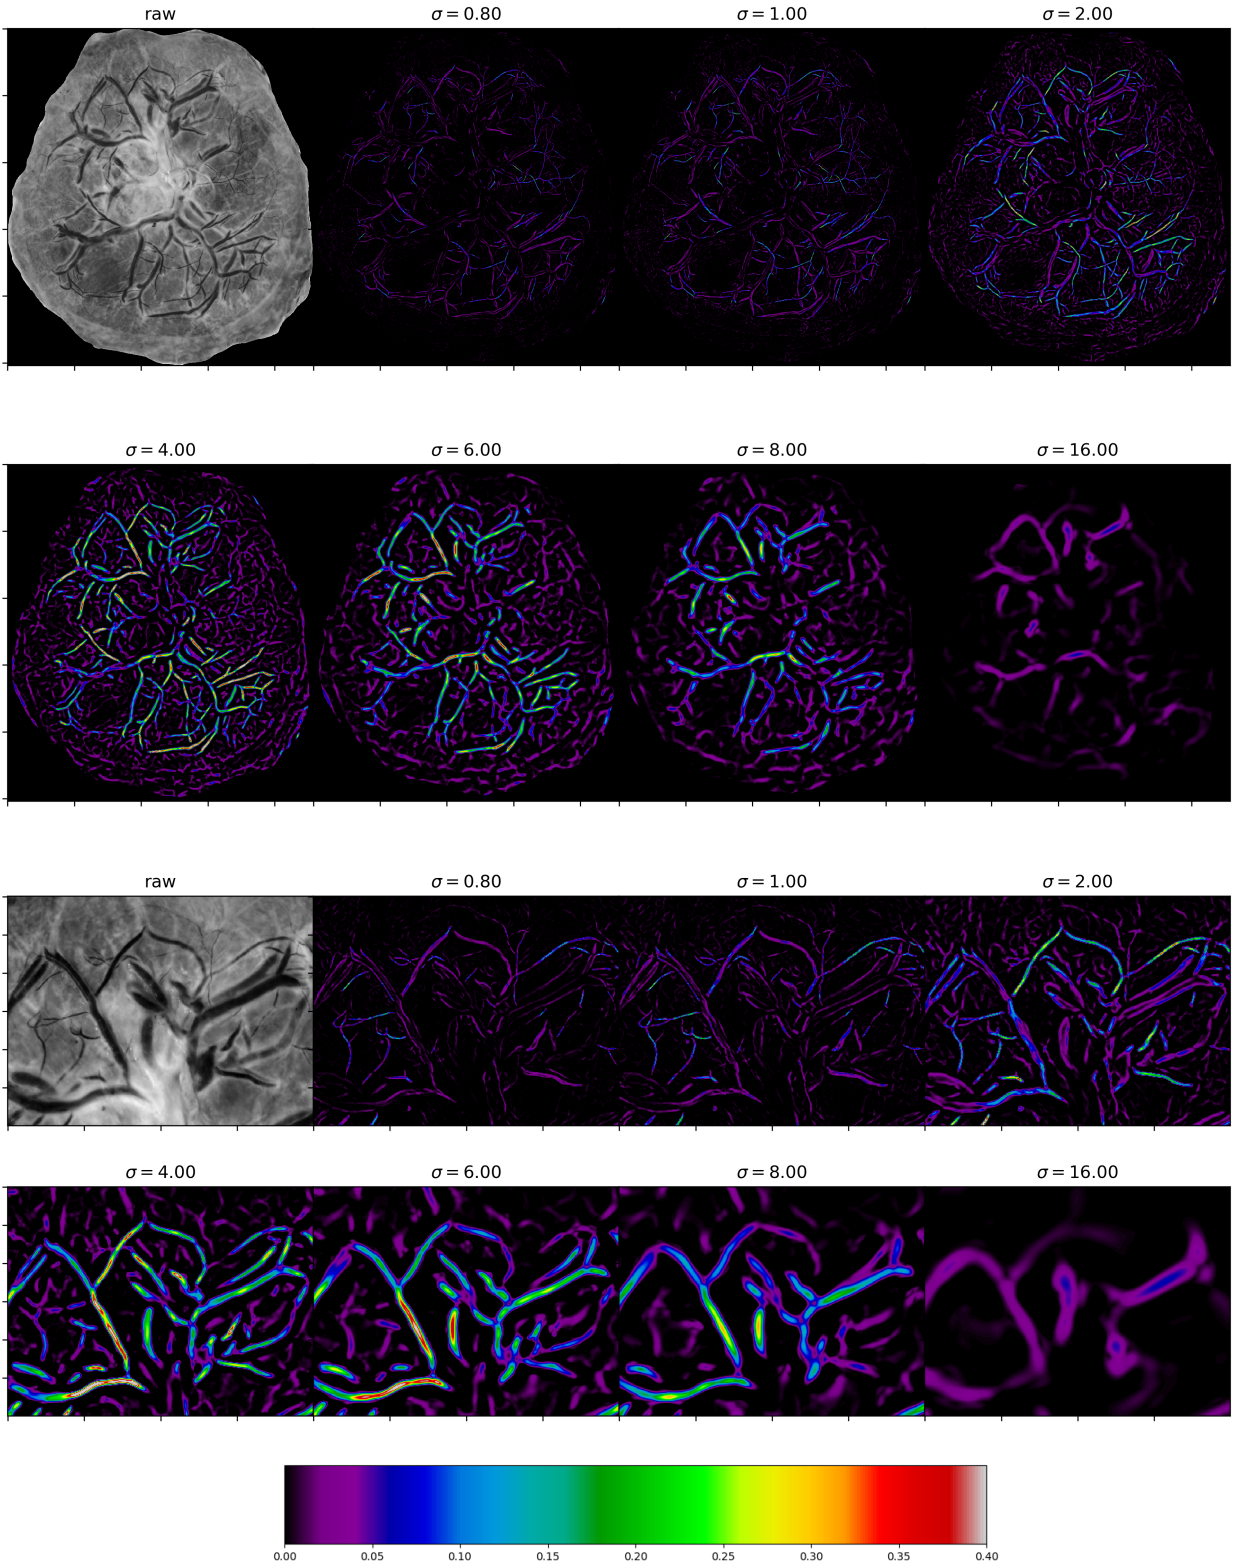 raw σ = 0.80 σ = 1.00 σ = 2.00
σ = 4.00 σ = 6.00 σ = 8.00 σ = 16.00
raw σ = 0.80 σ = 1.00 σ = 2.00
σ = 4.00 σ = 6.00 σ = 8.00 σ = 16.00
0.00 0.05 0.10 0.15 0.20 0.25 0.30 0.35 0.40